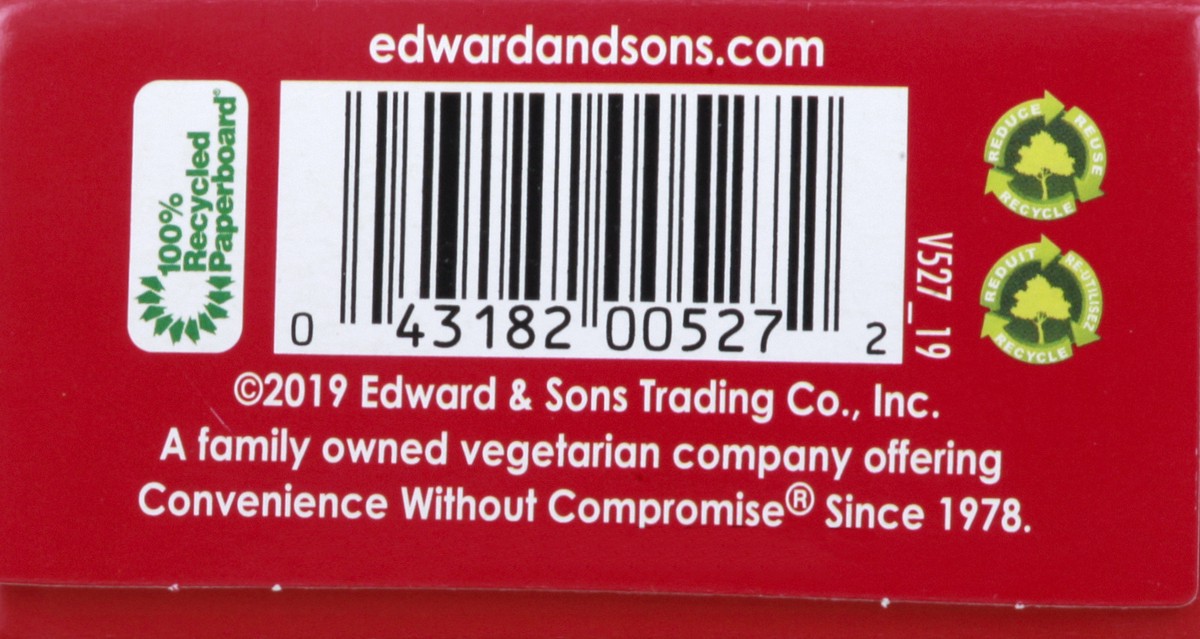 edwardandsons.com
100%
Recycled
Paperboard®
0 43182 00527 2
V527_19
REDUCE REUSE RECYCLE
REDUIT RE-UTILISEZ RECYCLE
©2019 Edward & Sons Trading Co., Inc.
A family owned vegetarian company offering
Convenience Without Compromise® Since 1978.